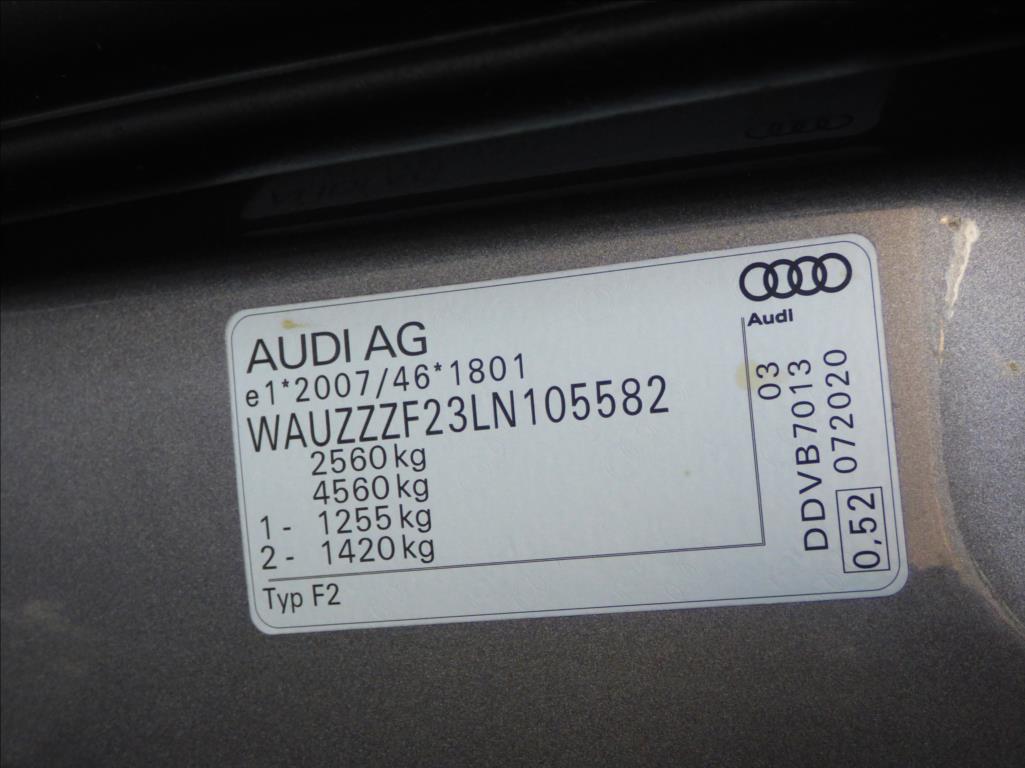 AUDI AG
e1*2007/46*1801
WAUZZZF23LN105582
2560 kg
4560 kg
1 - 1255 kg
2 - 1420 kg
Typ F2
Audi
03
DDVB7013
072020
0,52